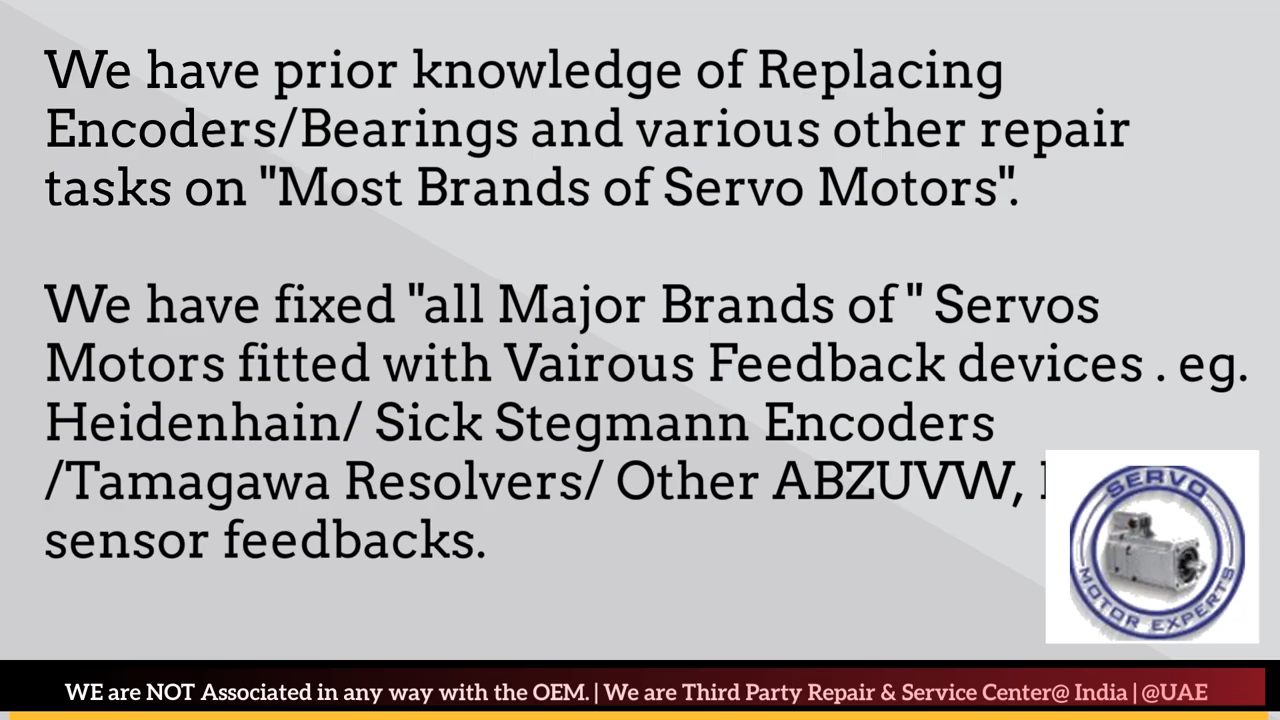 We have prior knowledge of Replacing
Encoders/Bearings and various other repair
tasks on "Most Brands of Servo Motors".
We have fixed "all Major Brands of " Servos
Motors fitted with Vairous Feedback devices . eg.
Heidenhain/ Sick Stegmann Encoders
/Tamagawa Resolvers/ Other ABZUVW,
sensor feedbacks.
SERVO
MOTOR EXPERTS
WE are NOT Associated in any way with the OEM. | We are Third Party Repair & Service Center@ India | @UAE